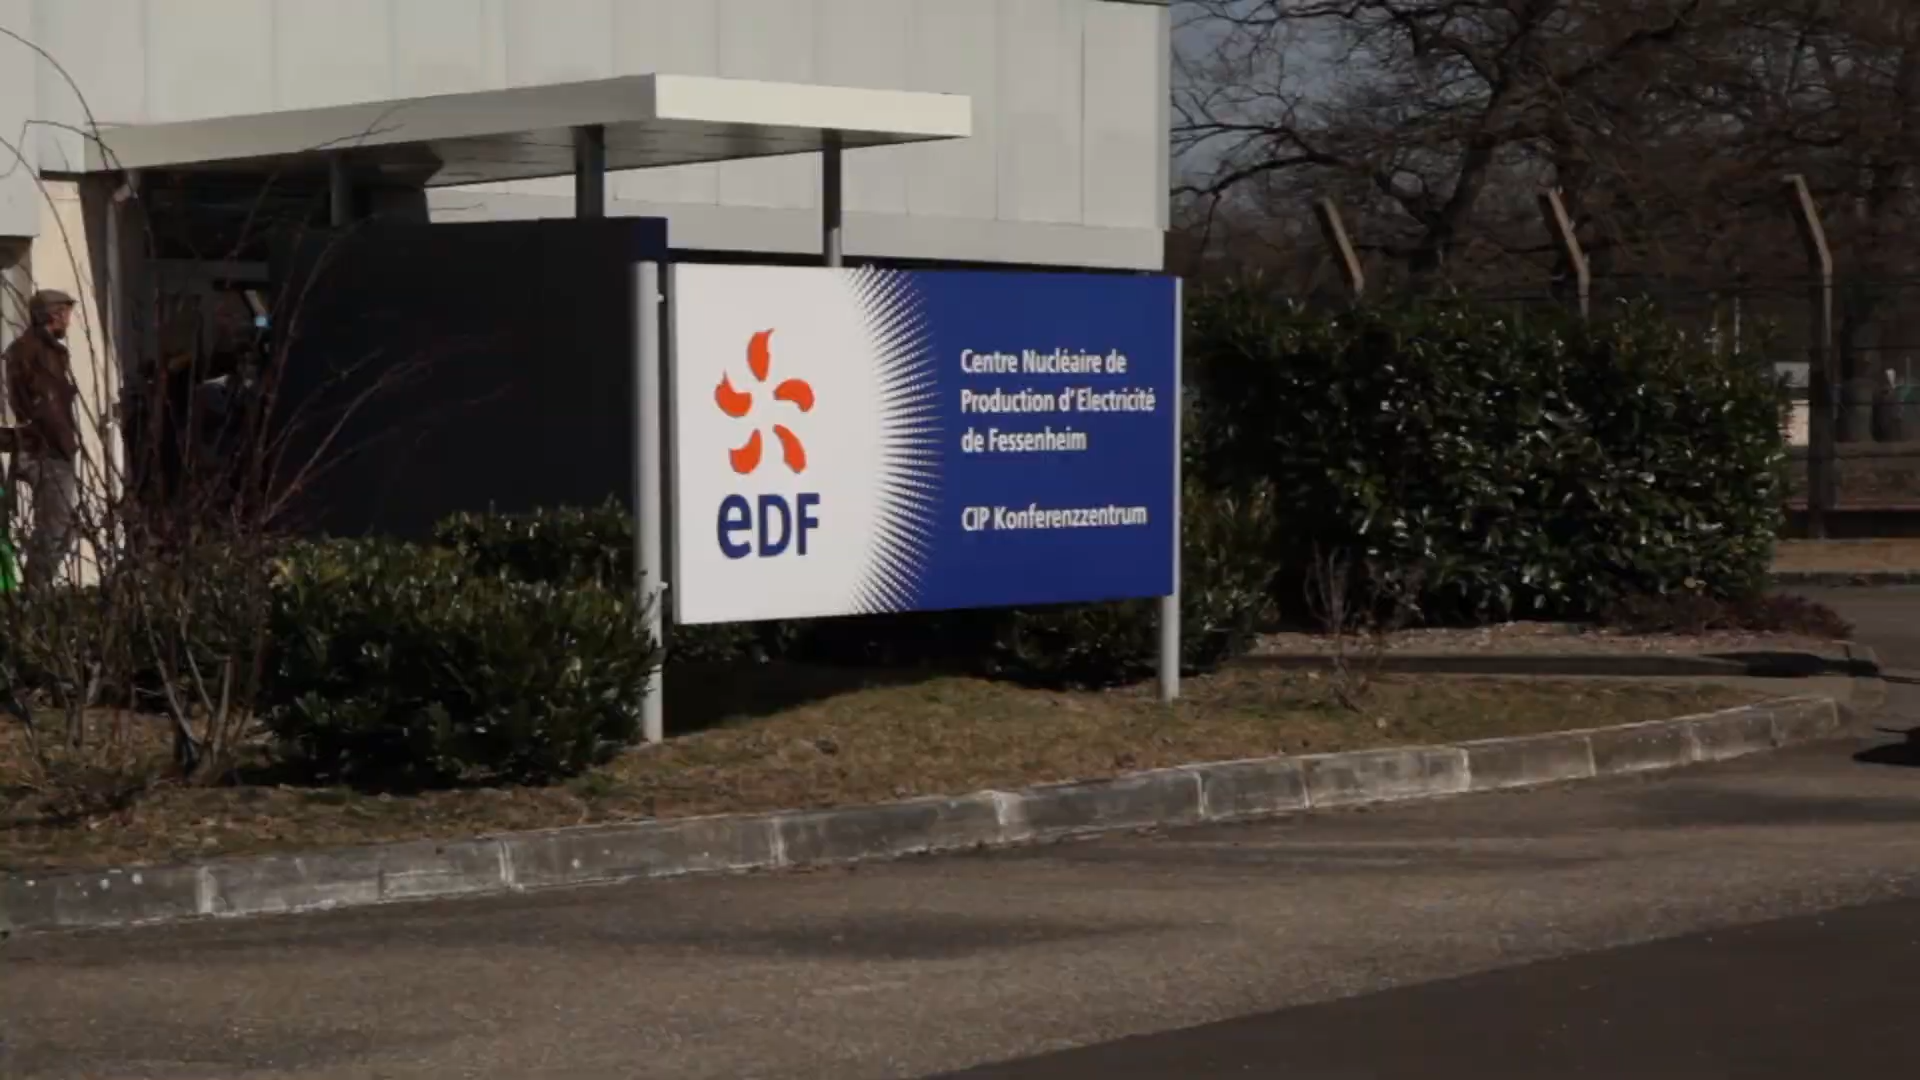 eDF
Centre Nucléaire de
Production d'Electricité
de Fessenheim
CIP Konferenzzentrum